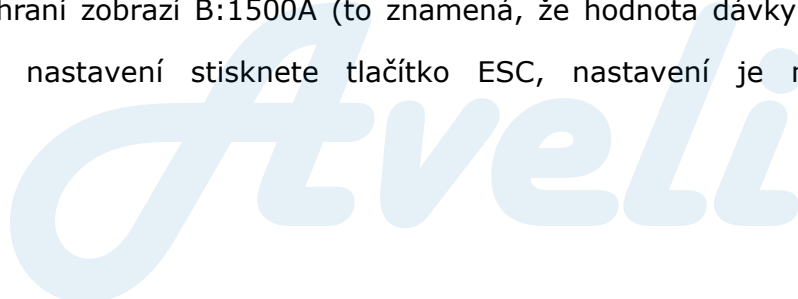 hraní zobrazí B:1500A (to znamená, že hodnota dávky
nastavení stisknete tlačítko ESC, nastavení je
Aveli